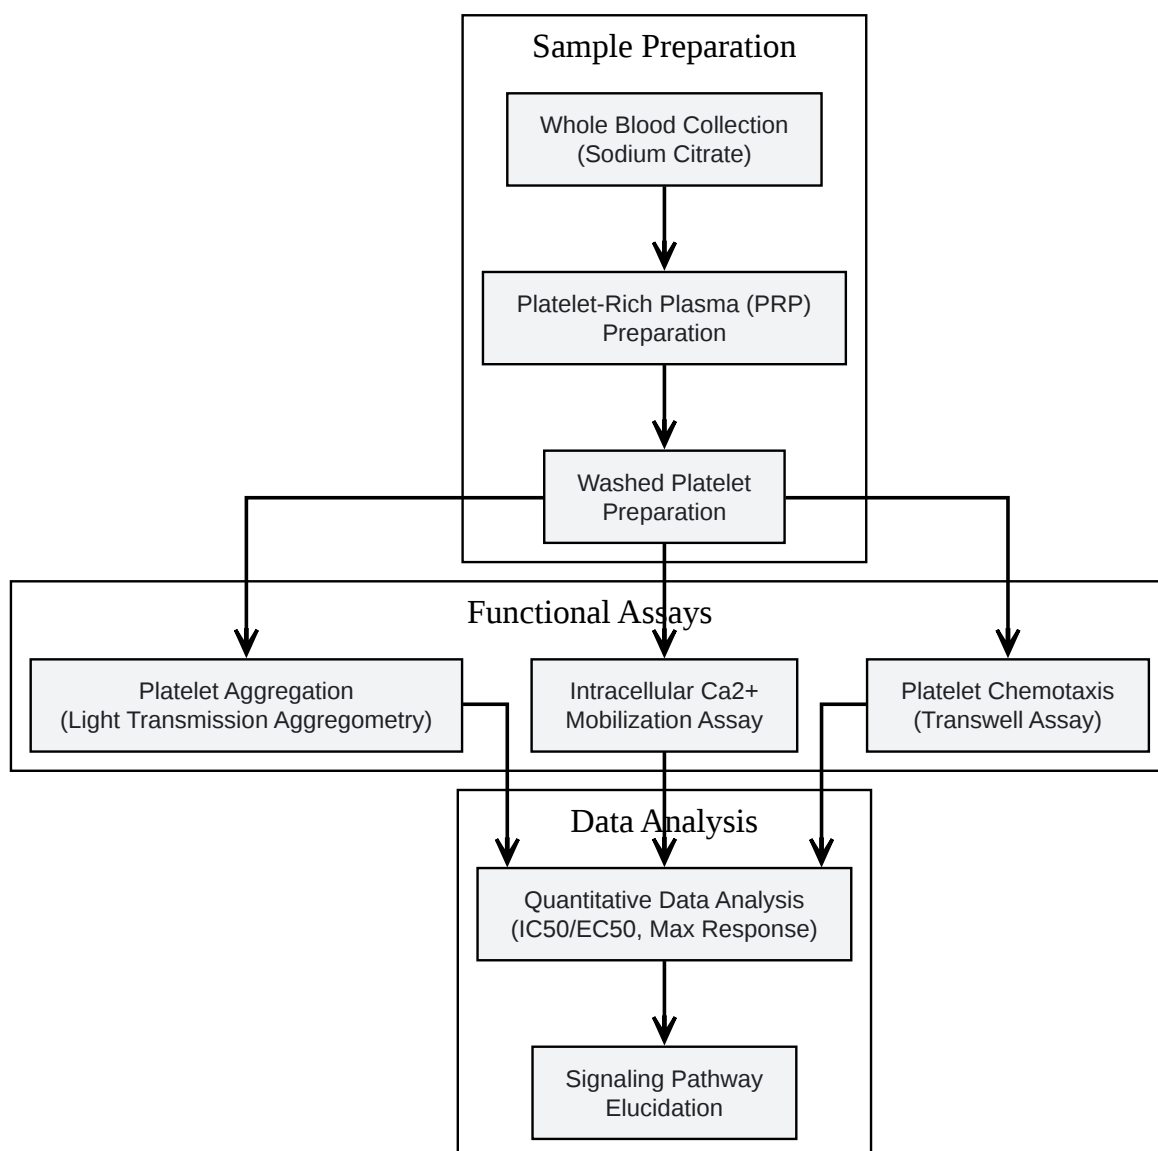 Sample Preparation
Whole Blood Collection
(Sodium Citrate)
Platelet-Rich Plasma (PRP)
Preparation
Washed Platelet
Preparation
Functional Assays
Platelet Aggregation
(Light Transmission Aggregometry)
Intracellular Ca2+
Mobilization Assay
Platelet Chemotaxis
(Transwell Assay)
Data Analysis
Quantitative Data Analysis
(IC50/EC50, Max Response)
Signaling Pathway
Elucidation